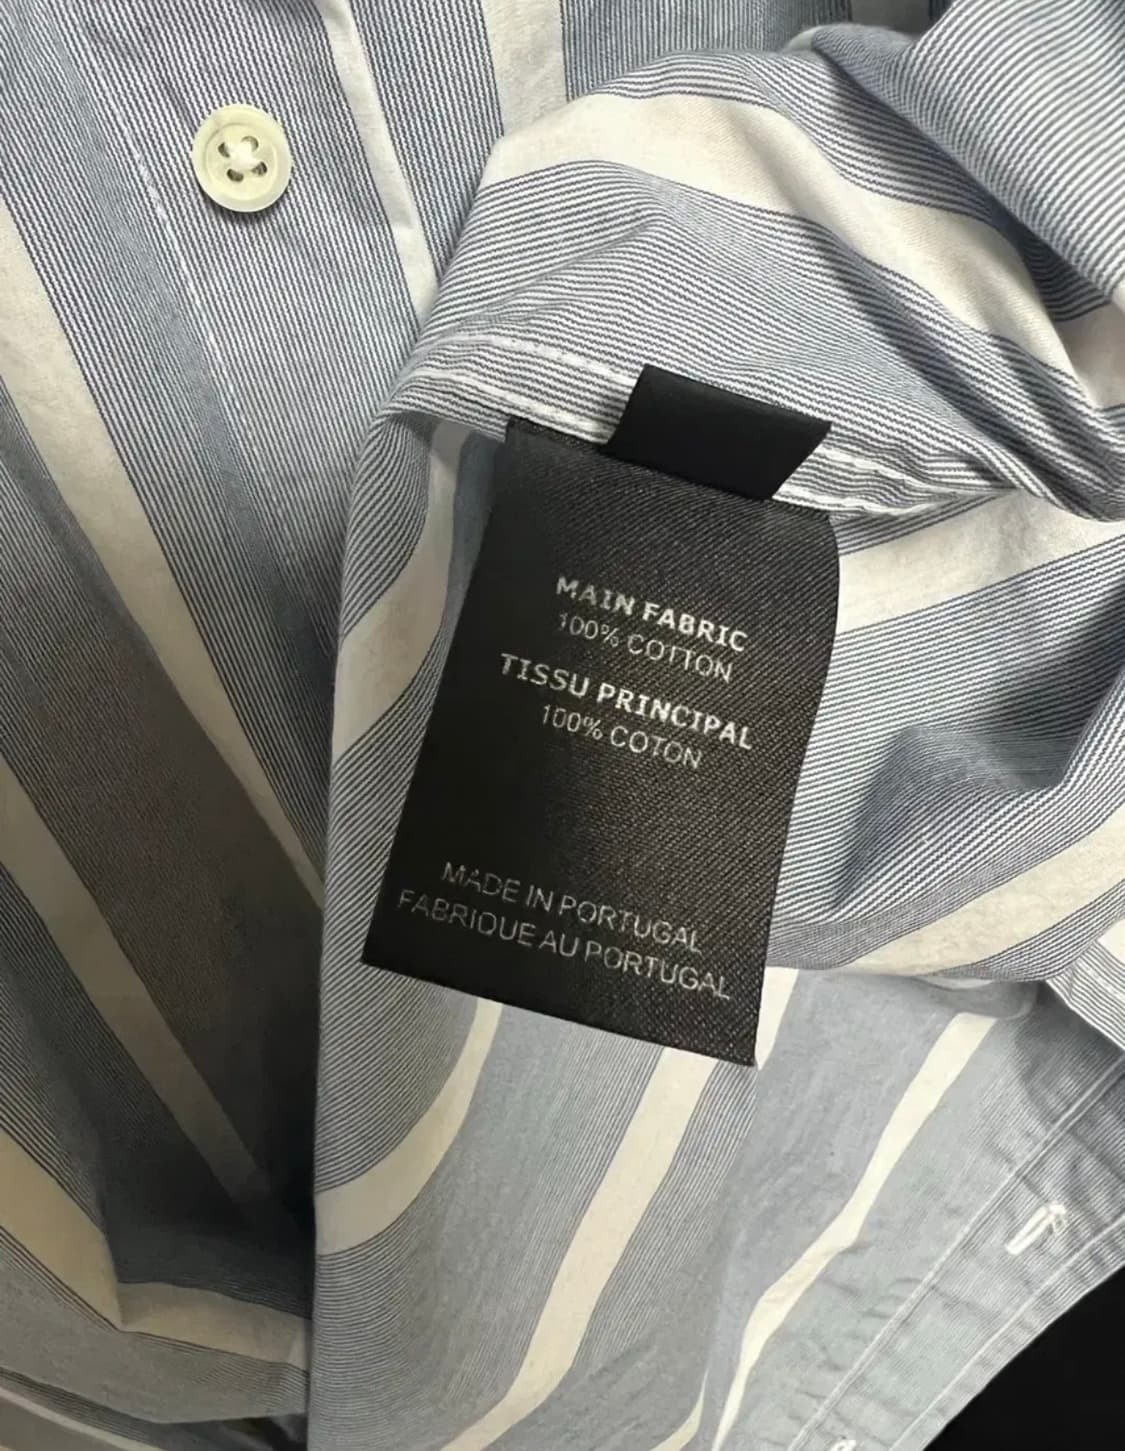 MAIN FABRIC
100% COTTON
TISSU PRINCIPAL
100% COTON
MADE IN PORTUGAL
FABRIQUE AU PORTUGAL